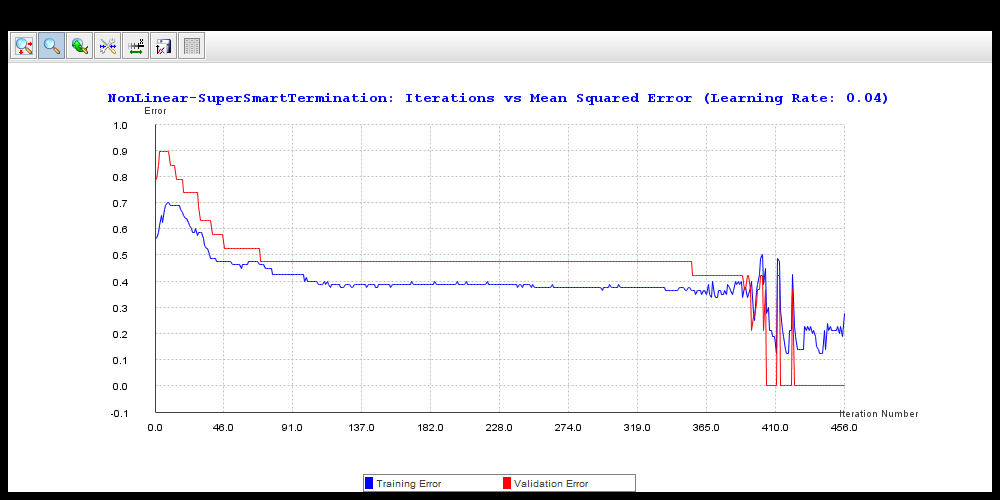 NonLinear-SuperSmartTermination: Iterations vs Mean Squared Error (Learning Rate: 0.04)
Error
1.0
0.9
0.8
0.7
0.6
0.5
0.4
0.3
0.2
0.1
0.0
-0.1
Iteration Number
0.0 46.0 91.0 137.0 182.0 228.0 274.0 319.0 365.0 410.0 456.0
Training Error Validation Error